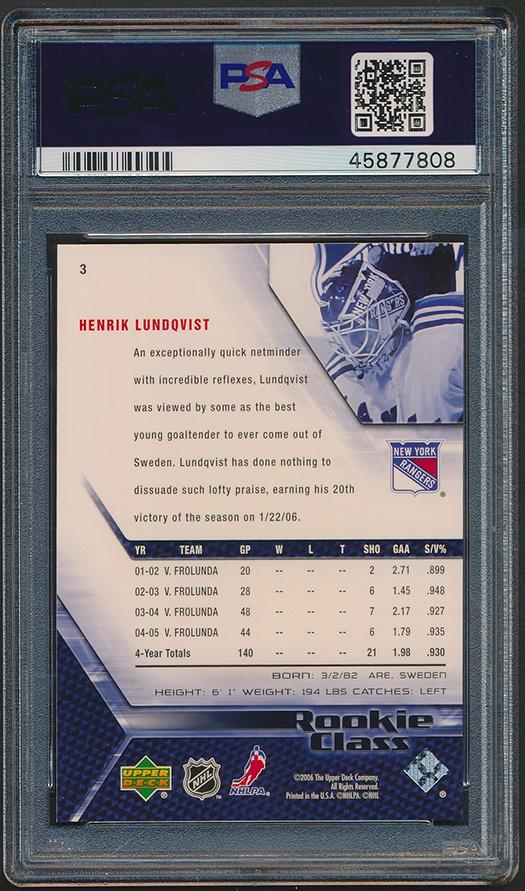 PSA
PSA
45877808
3
HENRIK LUNDQVIST
An exceptionally quick netminder
with incredible reflexes, Lundqvist
was viewed by some as the best
young goaltender to ever come out of
Sweden. Lundqvist has done nothing to
dissuade such lofty praise, earning his 20th
victory of the season on 1/22/06.
NEW YORK
RANGERS
NEW YORK
RANGERS
®
YR TEAM GP W L T SHO GAA S/V%
01-02 V. FROLUNDA 20 -- -- -- 2 2.71 .899
02-03 V. FROLUNDA 28 -- -- -- 6 1.45 .948
03-04 V. FROLUNDA 48 -- -- -- 7 2.17 .927
04-05 V. FROLUNDA 44 -- -- -- 6 1.79 .935
4-Year Totals 140 -- -- -- 21 1.98 .930
BORN: 3/2/82 ARE, SWEDEN
HEIGHT: 6' 1" WEIGHT: 194 LBS CATCHES: LEFT
Rookie
Class
UPPER
DECK
®
NHL
™
NHLPA
©2006 The Upper Deck Company.
All Rights Reserved.
Printed in the U.S.A. ©NHLPA. ©NHL
®
PSA